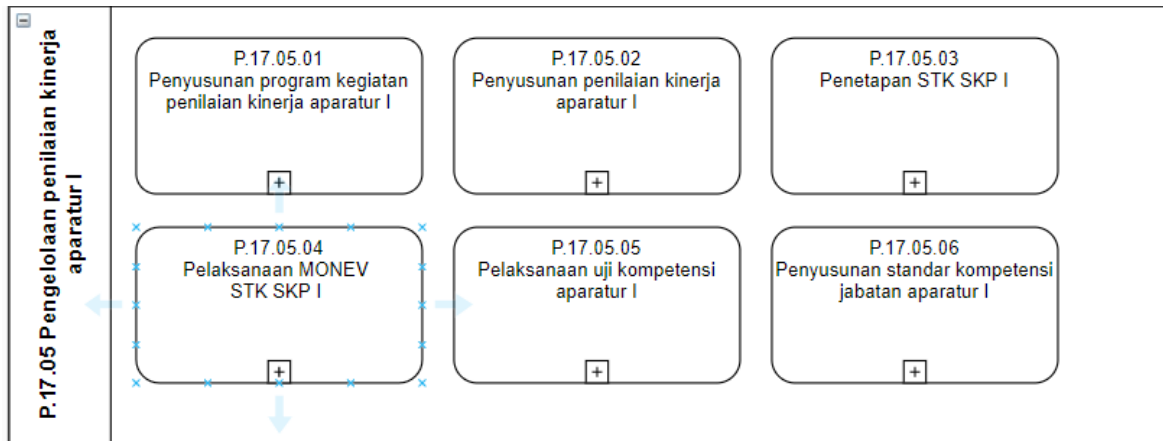 P.17.05 Pengelolaan penilaian kinerja
aparatur I
P.17.05.01
Penyusunan program kegiatan
penilaian kinerja aparatur I
P.17.05.02
Penyusunan penilaian kinerja
aparatur I
P.17.05.03
Penetapan STK SKP I
P.17.05.04
Pelaksanaan MONEV
STK SKP I
P.17.05.05
Pelaksanaan uji kompetensi
aparatur I
P.17.05.06
Penyusunan standar kompetensi
jabatan aparatur I